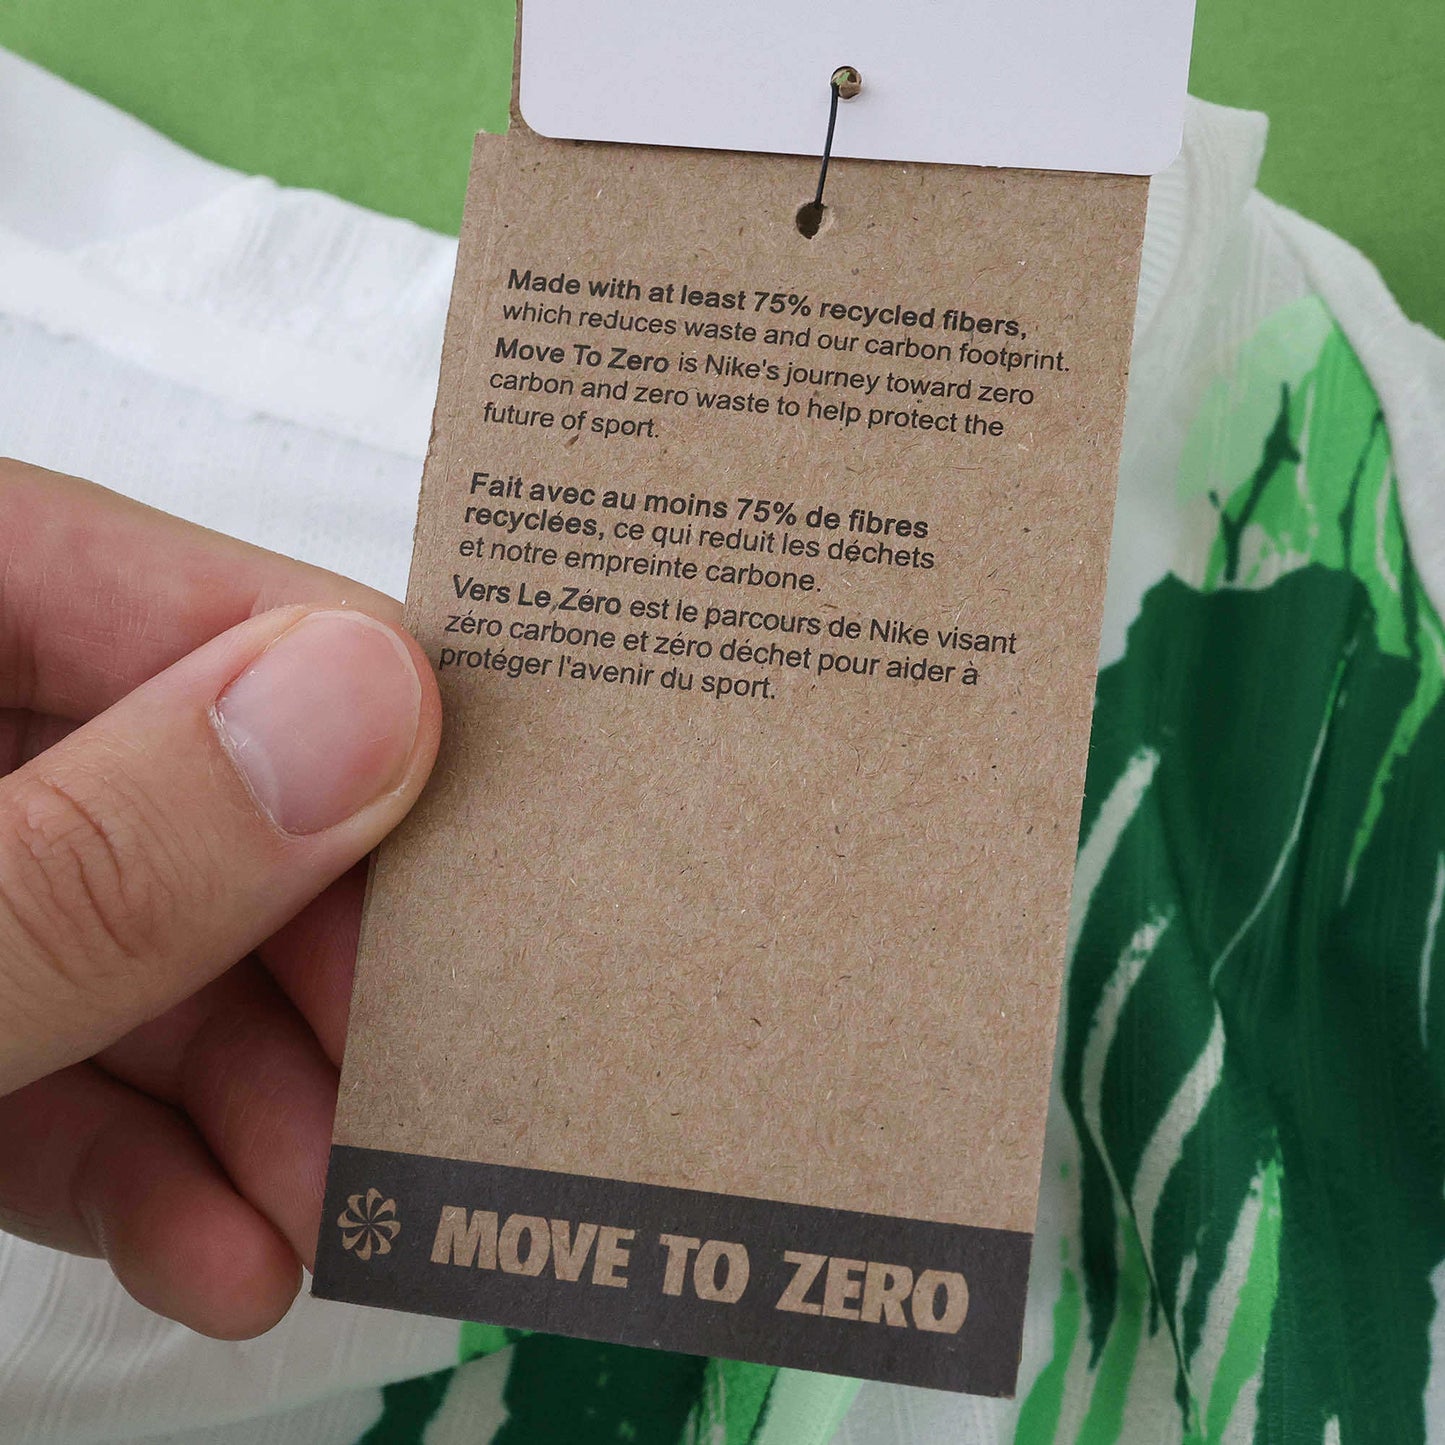 Made with at least 75% recycled fibers,
which reduces waste and our carbon footprint.
Move To Zero is Nike's journey toward zero
carbon and zero waste to help protect the
future of sport.
Fait avec au moins 75% de fibres
recyclées, ce qui reduit les déchets
et notre empreinte carbone.
Vers Le Zéro est le parcours de Nike visant
zéro carbone et zéro déchet pour aider à
protéger l'avenir du sport.
MOVE TO ZERO